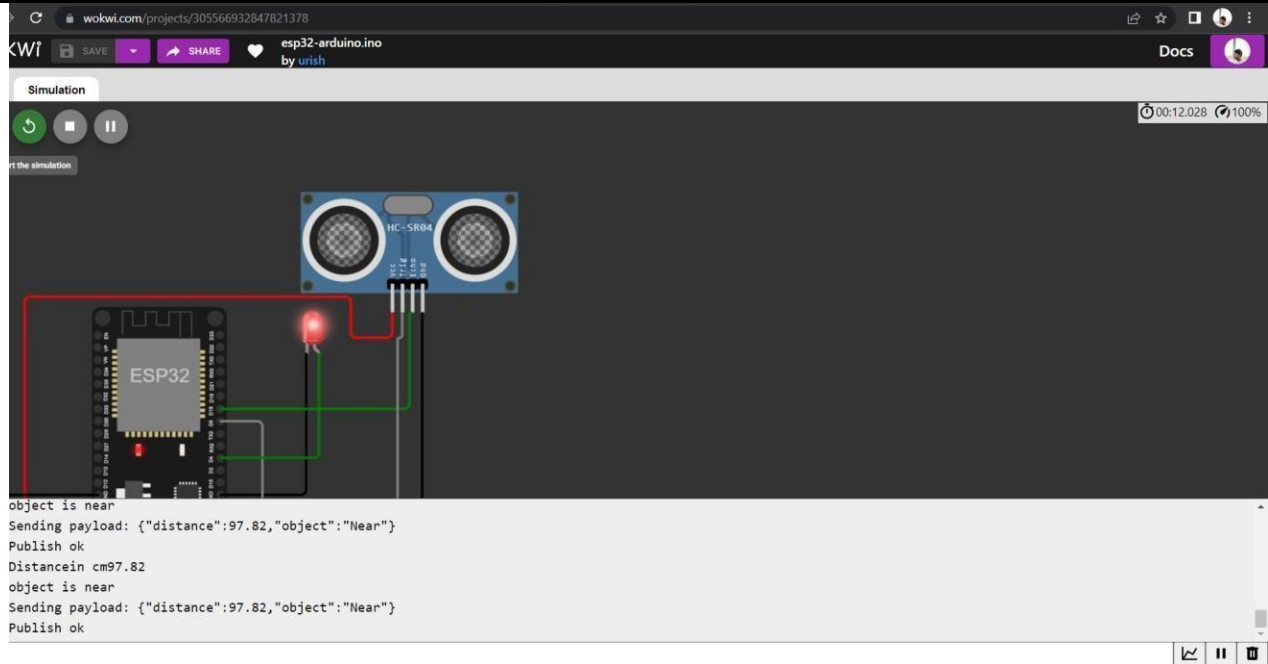 wokwi.com/projects/305566932847821378
KWi SAVE SHARE esp32-arduino.ino
by urish
Docs
Simulation
00:12.028 100%
rt the simulation
HC-SR04
Vcc Trig Echo Gnd
ESP32
object is near
Sending payload: {"distance":97.82,"object":"Near"}
Publish ok
Distancein cm97.82
object is near
Sending payload: {"distance":97.82,"object":"Near"}
Publish ok